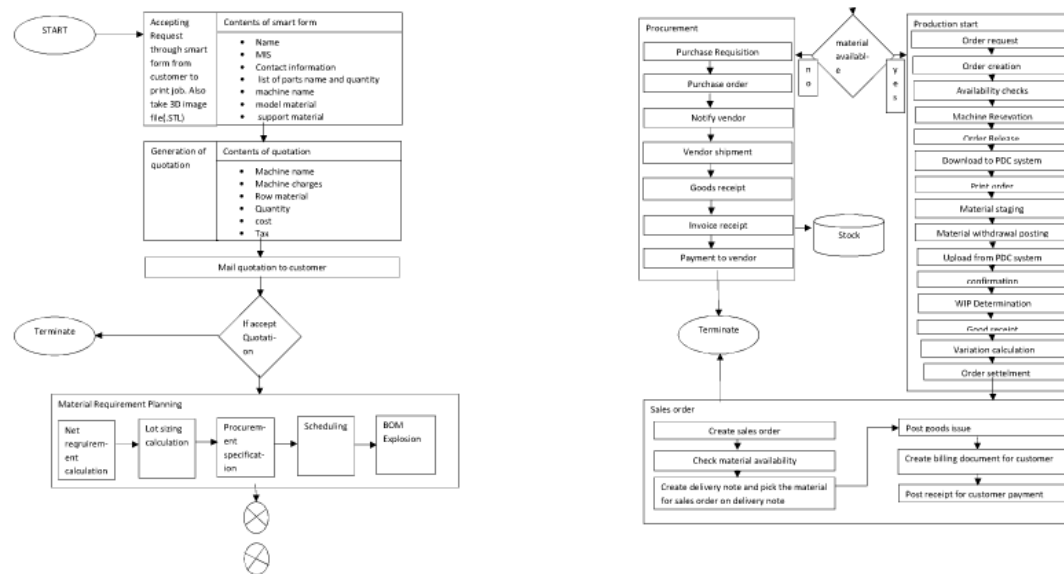 START
Accepting
Request
through smart
form from
customer to
print job. Also
take 3D image
file(.STL)
Contents of smart form
• Name
• MIS
• Contact information
• list of parts name and quantity
• machine name
• model material
• support material
Generation of
quotation
Contents of quotation
• Machine name
• Machine charges
• Row material
• Quantity
• cost
• Tax
Mail quotation to customer
If accept
Quotati-
on
Terminate
Material Requirement Planning
Net
reqruirem-
ent
calculation
Lot sizing
calculation
Procurem-
ent
specificat-
ion
Scheduling
BOM
Explosion
Procurement
Purchase Requisition
Purchase order
Notify vendor
Vendor shipment
Goods receipt
Invoice receipt
Payment to vendor
Stock
Terminate
material
availabl-
e
n
o
y
e
s
Production start
Order request
Order creation
Availability checks
Machine Resevation
Order Release
Download to PDC system
Print order
Material staging
Material withdrawal posting
Upload from PDC system
confirmation
WIP Determination
Good receipt
Variation calculation
Order settelment
Sales order
Create sales order
Check material availability
Create delivery note and pick the material
for sales order on delivery note
Post goods issue
Create billing document for customer
Post receipt for customer payment